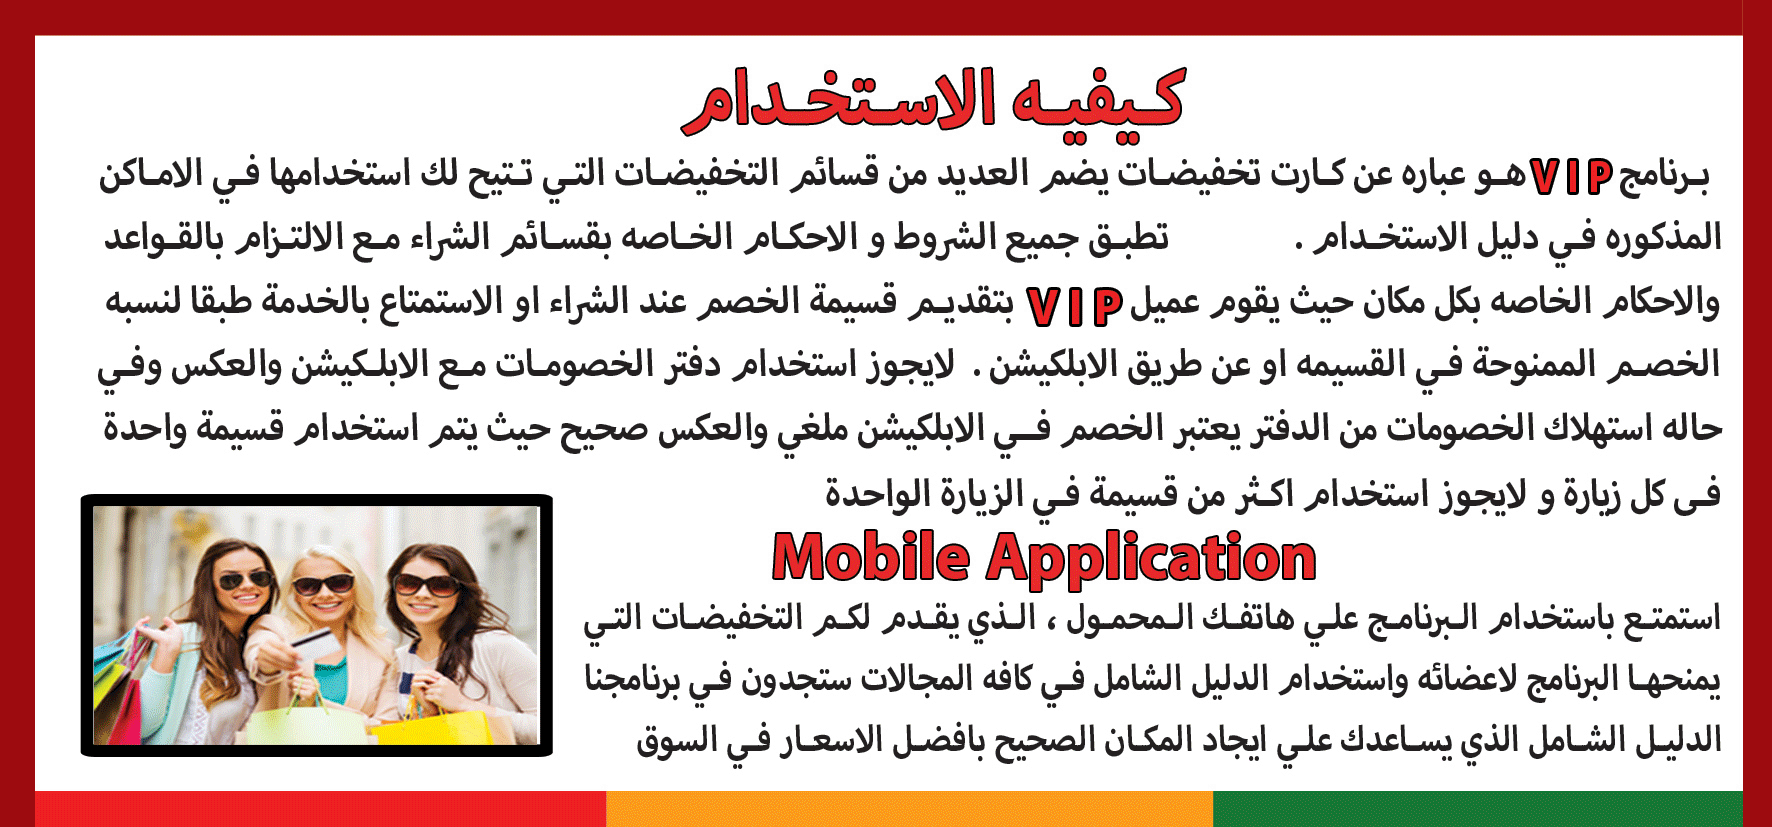 كيفيه الاستخدام
برنامج VIP هو عباره عن كارت تخفيضات يضم العديد من قسائم التخفيضات التي تتيح لك استخدامها في الاماكن
المذكوره في دليل الاستخدام . تطبق جميع الشروط و الاحكام الخاصه بقسائم الشراء مع الالتزام بالقواعد
والاحكام الخاصه بكل مكان حيث يقوم عميل VIP بتقديم قسيمة الخصم عند الشراء او الاستمتاع بالخدمة طبقا لنسبه
الخصم الممنوحة في القسيمه او عن طريق الابلكيشن . لايجوز استخدام دفتر الخصومات مع الابلكيشن والعكس وفي
حاله استهلاك الخصومات من الدفتر يعتبر الخصم في الابلكيشن ملغي والعكس صحيح حيث يتم استخدام قسيمة واحدة
فى كل زيارة و لايجوز استخدام اكثر من قسيمة في الزيارة الواحدة
Mobile Application
استمتع باستخدام البرنامج علي هاتفك المحمول ، الذي يقدم لكم التخفيضات التي
يمنحها البرنامج لاعضائه واستخدام الدليل الشامل في كافه المجالات ستجدون في برنامجنا
الدليل الشامل الذي يساعدك علي ايجاد المكان الصحيح بافضل الاسعار في السوق